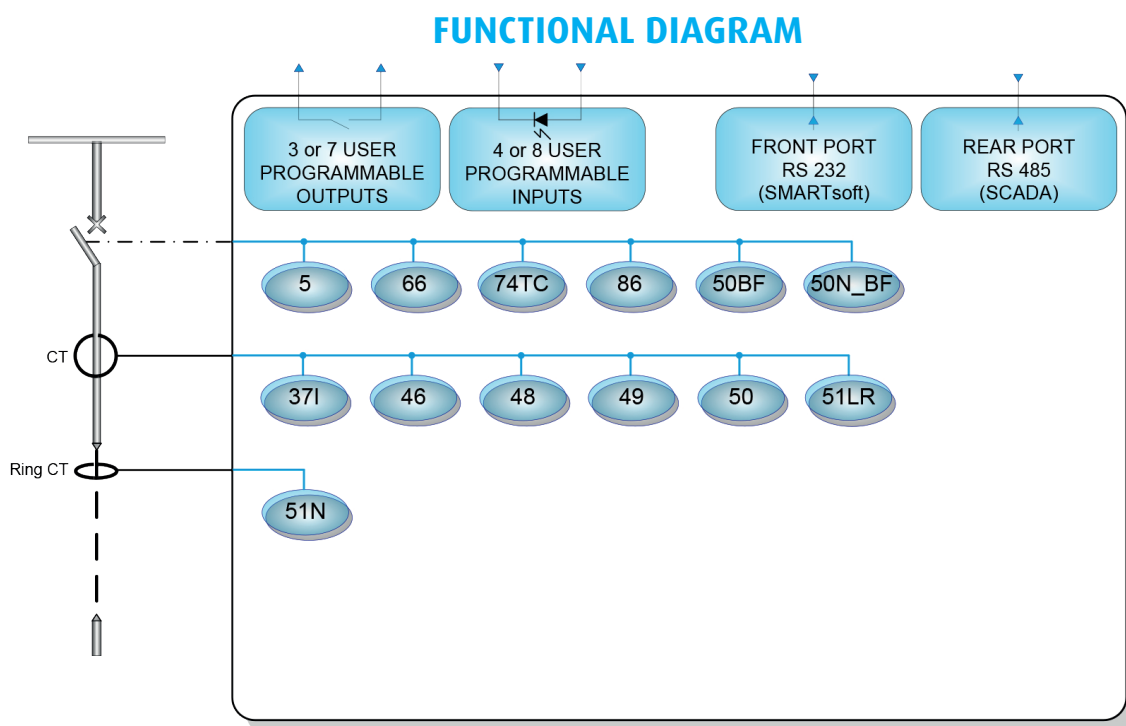 FUNCTIONAL DIAGRAM
3 or 7 USER
PROGRAMMABLE
OUTPUTS
4 or 8 USER
PROGRAMMABLE
INPUTS
FRONT PORT
RS 232
(SMARTsoft)
REAR PORT
RS 485
(SCADA)
5
66
74TC
86
50BF
50N_BF
CT
37I
46
48
49
50
51LR
Ring CT
51N